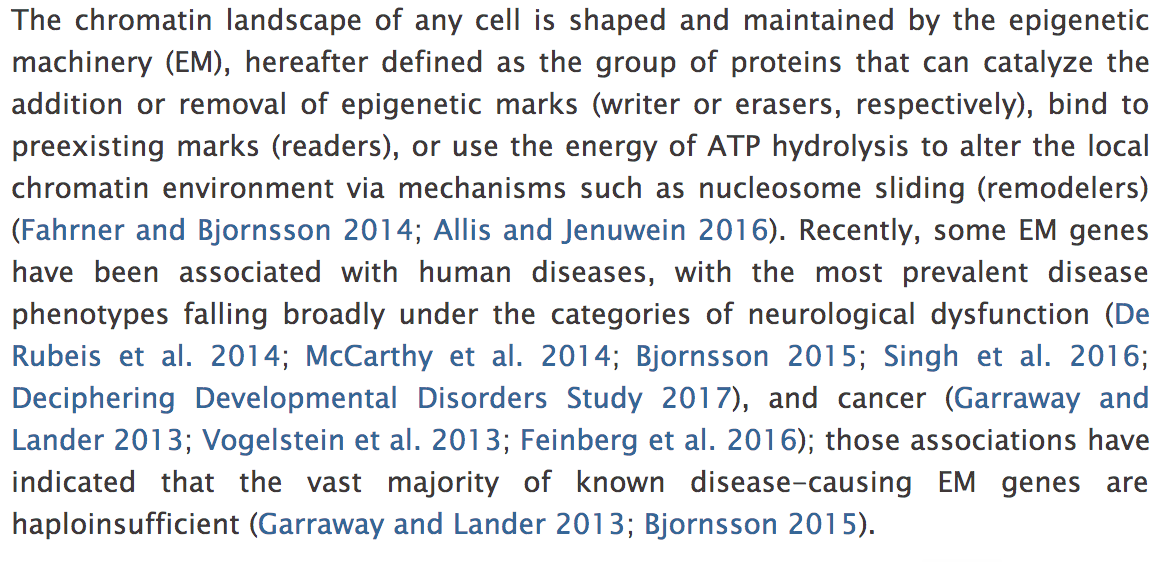 The chromatin landscape of any cell is shaped and maintained by the epigenetic
machinery (EM), hereafter defined as the group of proteins that can catalyze the
addition or removal of epigenetic marks (writer or erasers, respectively), bind to
preexisting marks (readers), or use the energy of ATP hydrolysis to alter the local
chromatin environment via mechanisms such as nucleosome sliding (remodelers)
(Fahrner and Bjornsson 2014; Allis and Jenuwein 2016). Recently, some EM genes
have been associated with human diseases, with the most prevalent disease
phenotypes falling broadly under the categories of neurological dysfunction (De
Rubeis et al. 2014; McCarthy et al. 2014; Bjornsson 2015; Singh et al. 2016;
Deciphering Developmental Disorders Study 2017), and cancer (Garraway and
Lander 2013; Vogelstein et al. 2013; Feinberg et al. 2016); those associations have
indicated that the vast majority of known disease-causing EM genes are
haploinsufficient (Garraway and Lander 2013; Bjornsson 2015).